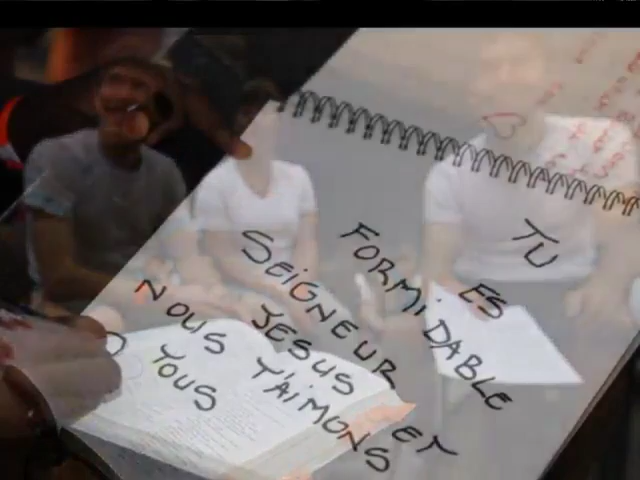 TU
ES
FORMIDABLE
SEIGNEUR
JESUS ET
NOUS T'AIMONS
TOUS